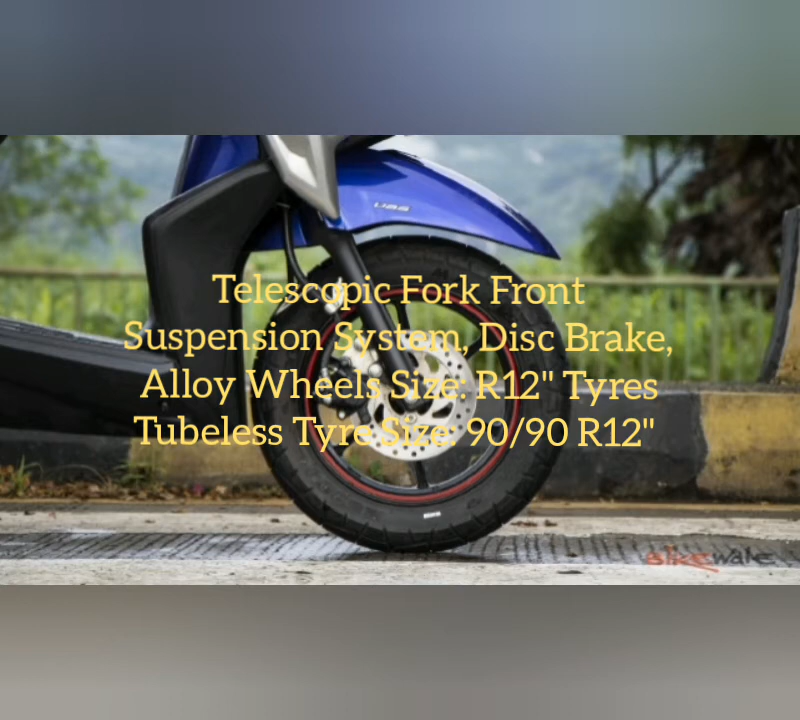 UBS
Telescopic Fork Front
Suspension System, Disc Brake,
Alloy Wheels Size: R12" Tyres
Tubeless Tyre Size: 90/90 R12"
BikeWale